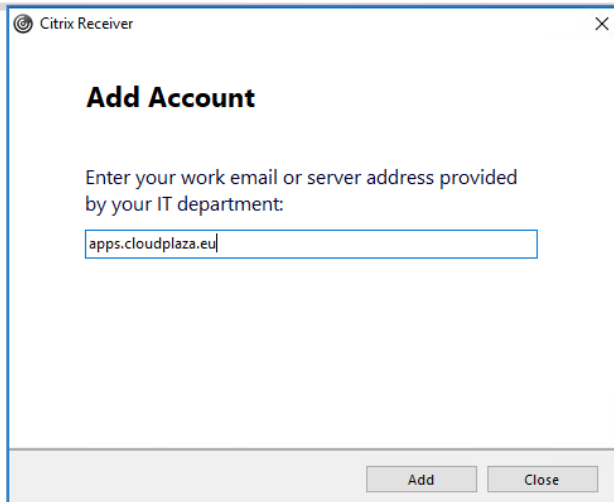 Citrix Receiver
Add Account
Enter your work email or server address provided
by your IT department:
apps.cloudplaza.eu
Add
Close